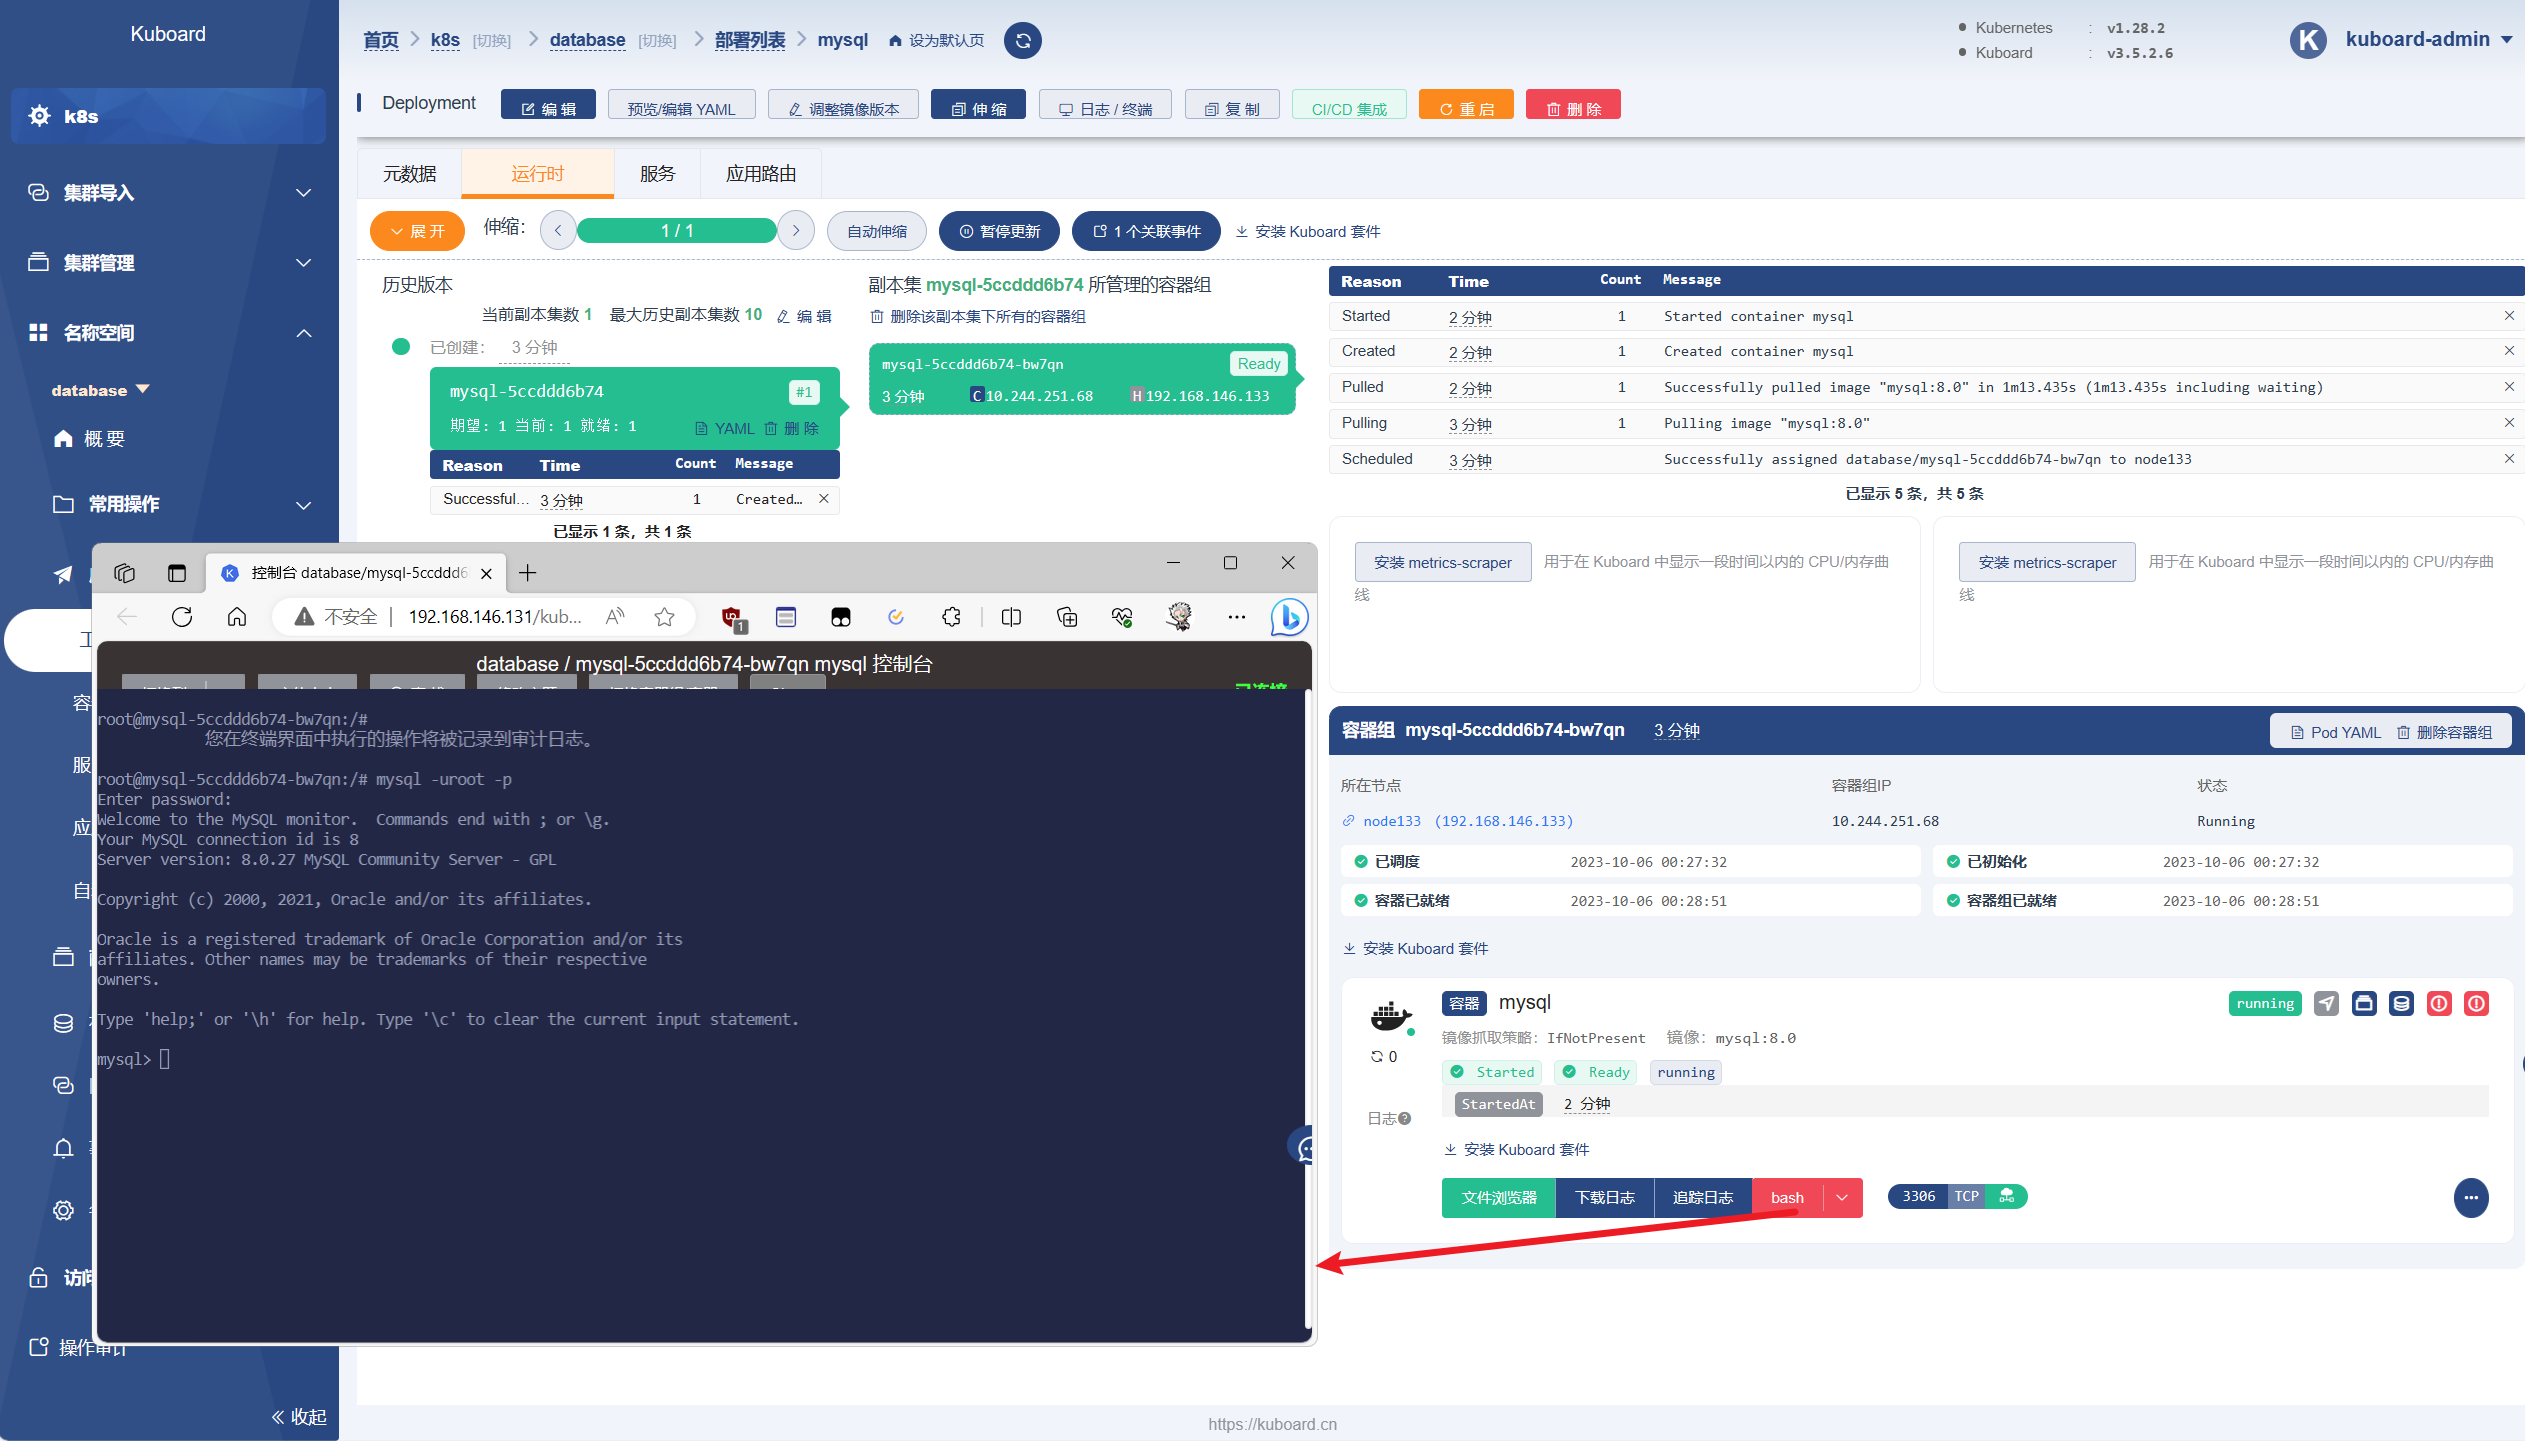 Kuboard
k8s
集群导入
集群管理
名称空间
database
概 要
常用操作
工
容
服
应
自
访问
操作审计
收起
首页 k8s [切换] database [切换] 部署列表 mysql 设为默认页
Kubernetes : v1.28.2
Kuboard : v3.5.2.6
K kuboard-admin
Deployment 编 辑 预览/编辑 YAML 调整镜像版本 伸 缩 日志 / 终端 复 制 CI/CD 集成 重 启 删 除
元数据 运行时 服务 应用路由
展 开 伸缩： 1 / 1 自动伸缩 暂停更新 1 个关联事件 安装 Kuboard 套件
历史版本
当前副本集数 1 最大历史副本集数 10 编 辑
已创建： 3 分钟
mysql-5ccddd6b74 #1
期望: 1 当前: 1 就绪: 1 YAML 删 除
Reason Time Count Message
Successful... 3 分钟 1 Created...
已显示 1 条，共 1 条
副本集 mysql-5ccddd6b74 所管理的容器组
删除该副本集下所有的容器组
mysql-5ccddd6b74-bw7qn Ready
3 分钟 C 10.244.251.68 H 192.168.146.133
Reason Time Count Message
Started 2 分钟 1 Started container mysql
Created 2 分钟 1 Created container mysql
Pulled 2 分钟 1 Successfully pulled image "mysql:8.0" in 1m13.435s (1m13.435s including waiting)
Pulling 3 分钟 1 Pulling image "mysql:8.0"
Scheduled 3 分钟 Successfully assigned database/mysql-5ccddd6b74-bw7qn to node133
已显示 5 条，共 5 条
安装 metrics-scraper 用于在 Kuboard 中显示一段时间以内的 CPU/内存曲
线
安装 metrics-scraper 用于在 Kuboard 中显示一段时间以内的 CPU/内存曲
线
容器组 mysql-5ccddd6b74-bw7qn 3 分钟 Pod YAML 删除容器组
所在节点 容器组IP 状态
node133 (192.168.146.133) 10.244.251.68 Running
已调度 2023-10-06 00:27:32 已初始化 2023-10-06 00:27:32
容器已就绪 2023-10-06 00:28:51 容器组已就绪 2023-10-06 00:28:51
安装 Kuboard 套件
容器 mysql running
镜像抓取策略: IfNotPresent 镜像: mysql:8.0
0
Started Ready running
StartedAt 2 分钟
日志
安装 Kuboard 套件
文件浏览器 下载日志 追踪日志 bash 3306 TCP
https://kuboard.cn
控制台 database/mysql-5ccddd6
不安全 192.168.146.131/kub... 1
database / mysql-5ccddd6b74-bw7qn mysql 控制台
已连接
root@mysql-5ccddd6b74-bw7qn:/#
您在终端界面中执行的操作将被记录到审计日志。
root@mysql-5ccddd6b74-bw7qn:/# mysql -uroot -p
Enter password:
Welcome to the MySQL monitor.  Commands end with ; or \g.
Your MySQL connection id is 8
Server version: 8.0.27 MySQL Community Server - GPL
Copyright (c) 2000, 2021, Oracle and/or its affiliates.
Oracle is a registered trademark of Oracle Corporation and/or its
affiliates. Other names may be trademarks of their respective
owners.
Type 'help;' or '\h' for help. Type '\c' to clear the current input statement.
mysql>